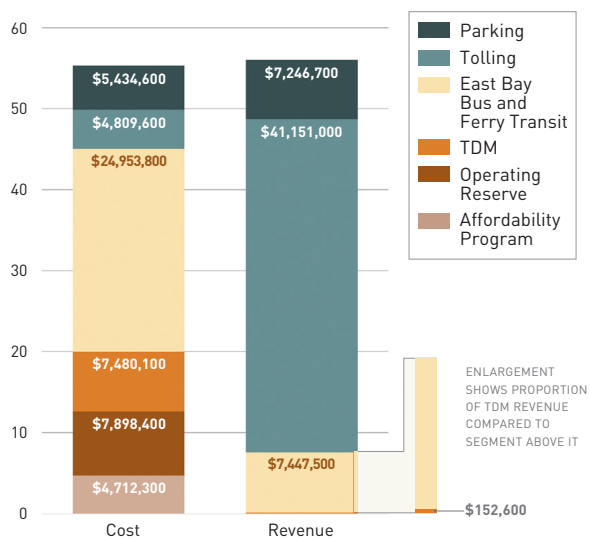 60
50
40
30
20
10
0
$5,434,600
$4,809,600
$24,953,800
$7,480,100
$7,898,400
$4,712,300
Cost
$7,246,700
$41,151,000
$7,447,500
Revenue
Parking
Tolling
East Bay
Bus and
Ferry Transit
TDM
Operating
Reserve
Affordability
Program
ENLARGEMENT
SHOWS PROPORTION
OF TDM REVENUE
COMPARED TO
SEGMENT ABOVE IT
$152,600